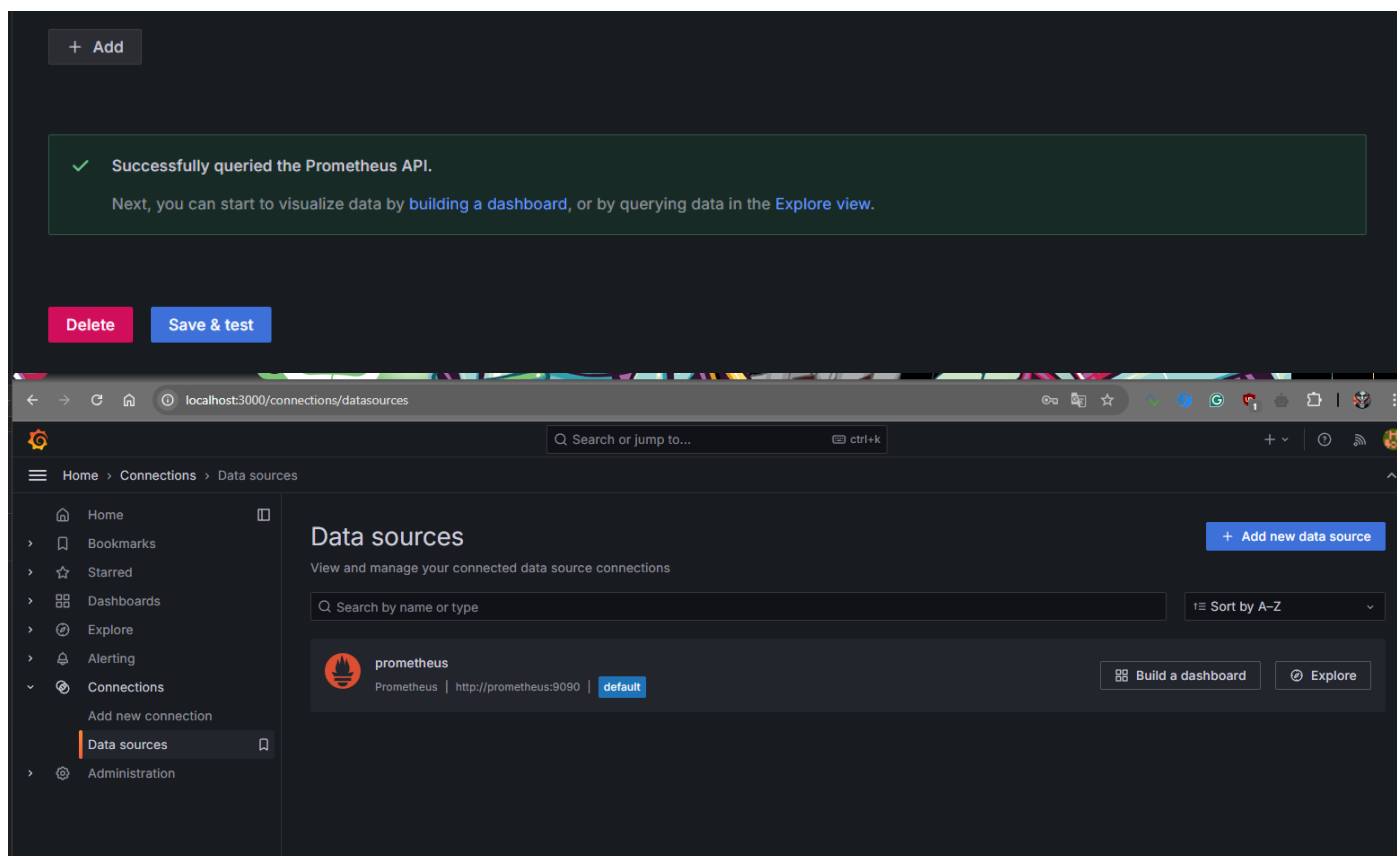 + Add
Successfully queried the Prometheus API.
Next, you can start to visualize data by building a dashboard, or by querying data in the Explore view.
Delete
Save & test
localhost:3000/connections/datasources
1
Search or jump to...
ctrl+k
Home > Connections > Data sources
Home
Bookmarks
Starred
Dashboards
Explore
Alerting
Connections
Add new connection
Data sources
Administration
Data sources
+ Add new data source
View and manage your connected data source connections
Search by name or type
Sort by A–Z
prometheus
Prometheus | http://prometheus:9090 | default
Build a dashboard
Explore